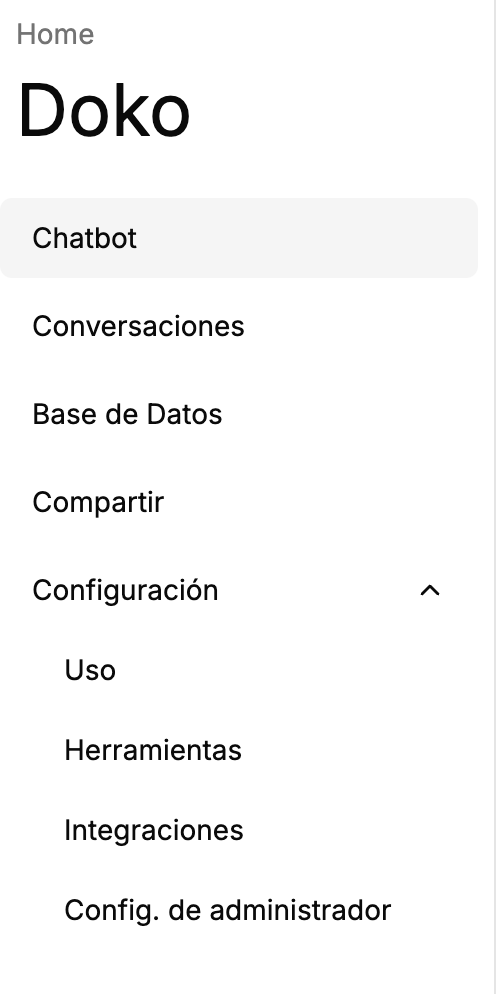 Home
Doko
Chatbot
Conversaciones
Base de Datos
Compartir
Configuración
Uso
Herramientas
Integraciones
Config. de administrador